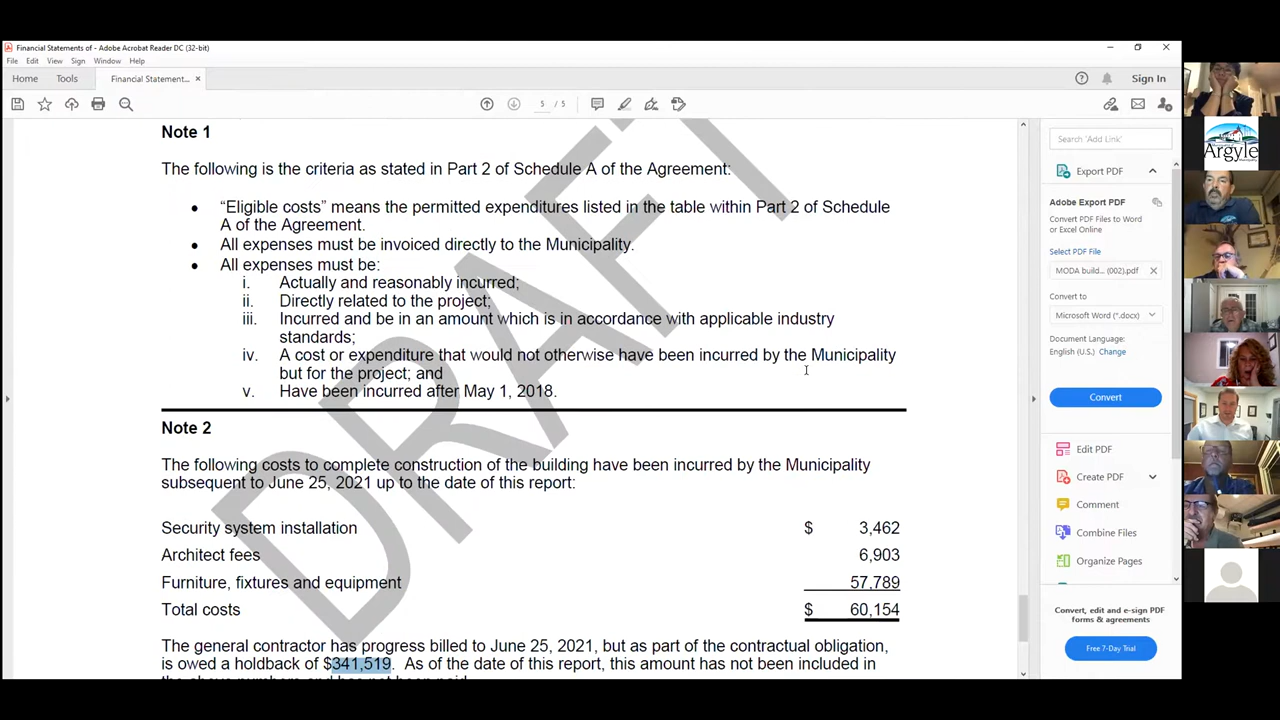 Financial Statements of - Adobe Acrobat Reader DC (32-bit)
File Edit View Sign Window Help
Home Tools Financial Statement... × Sign In
5 / 5
Note 1
The following is the criteria as stated in Part 2 of Schedule A of the Agreement:
• “Eligible costs” means the permitted expenditures listed in the table within Part 2 of Schedule
A of the Agreement.
• All expenses must be invoiced directly to the Municipality.
• All expenses must be:
i. Actually and reasonably incurred;
ii. Directly related to the project;
iii. Incurred and be in an amount which is in accordance with applicable industry
standards;
iv. A cost or expenditure that would not otherwise have been incurred by the Municipality
but for the project; and
v. Have been incurred after May 1, 2018.
Note 2
The following costs to complete construction of the building have been incurred by the Municipality
subsequent to June 25, 2021 up to the date of this report:
Security system installation $ 3,462
Architect fees 6,903
Furniture, fixtures and equipment 57,789
Total costs $ 60,154
The general contractor has progress billed to June 25, 2021, but as part of the contractual obligation,
is owed a holdback of $341,519. As of the date of this report, this amount has not been included in
DRAFT
Search 'Add Link'
Export PDF
Adobe Export PDF
Convert PDF Files to Word
or Excel Online
Select PDF File
MODA build... (002).pdf
Convert to
Microsoft Word (*.docx)
Document Language:
English (U.S.) Change
Convert
Edit PDF
Create PDF
Comment
Combine Files
Organize Pages
Convert, edit and e-sign PDF
forms & agreements
Free 7-Day Trial
Argyle